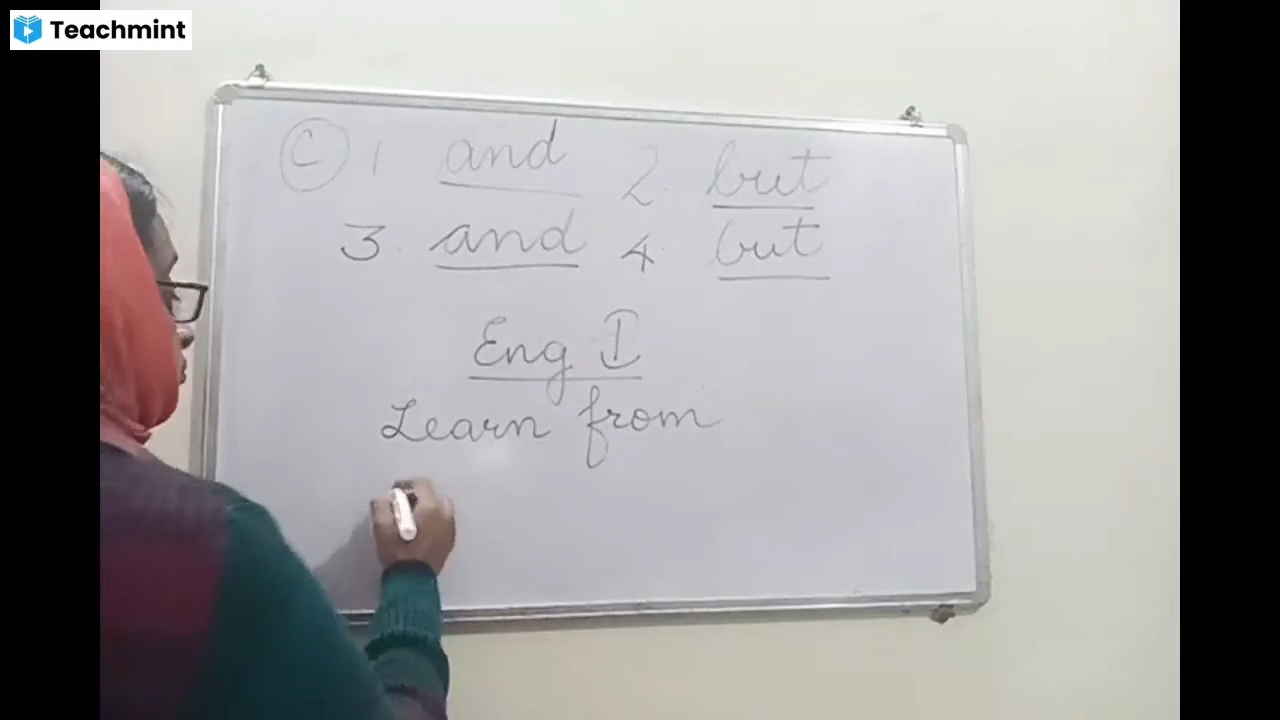 Teachmint
C 1 and 2. but
3. and 4. but
Eng I
Learn from